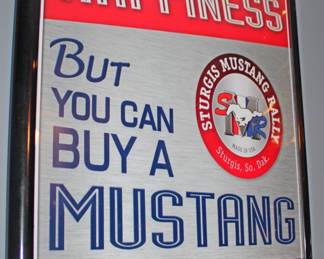 HAPPINESS
But
YOU CAN
BUY A
MUSTANG
STURGIS MUSTANG RALLY
SMR
MADE IN USA
Sturgis, So. Dak.